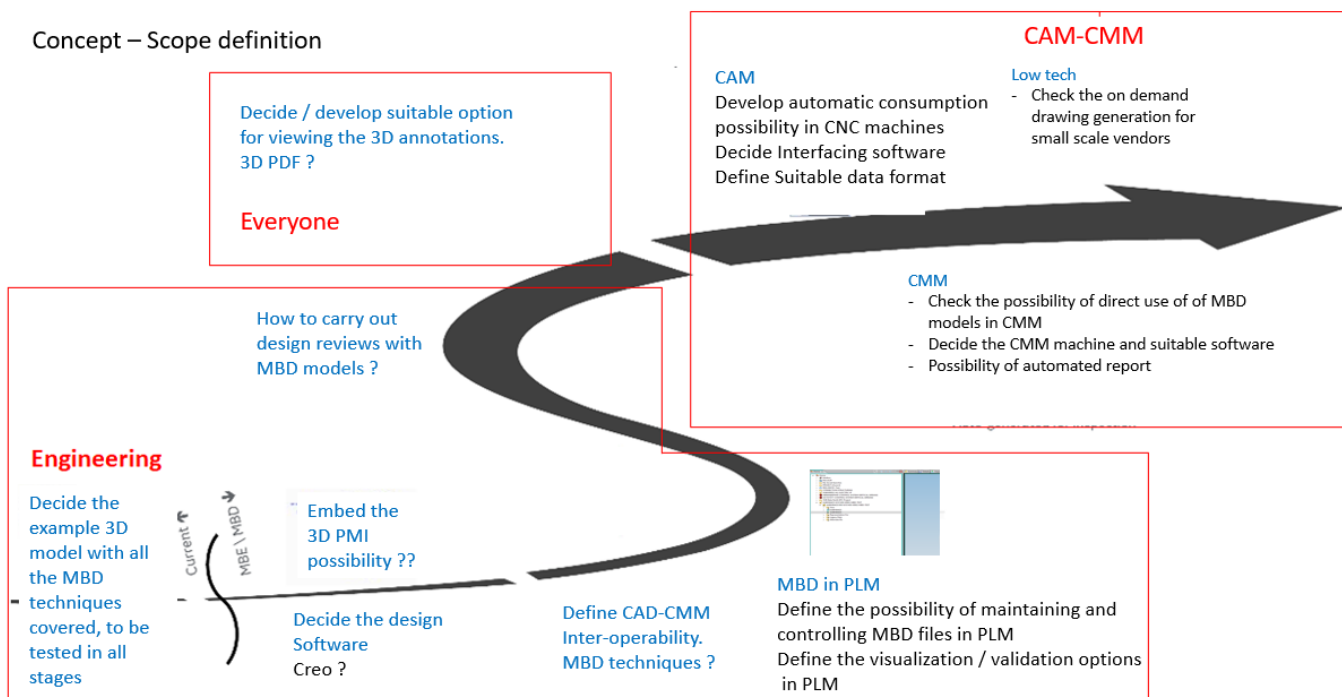 Concept – Scope definition
CAM-CMM
Decide / develop suitable option
for viewing the 3D annotations.
3D PDF ?
Everyone
CAM
Develop automatic consumption
possibility in CNC machines
Decide Interfacing software
Define Suitable data format
Low tech
- Check the on demand
drawing generation for
small scale vendors
CMM
- Check the possibility of direct use of of MBD
models in CMM
- Decide the CMM machine and suitable software
- Possibility of automated report
How to carry out
design reviews with
MBD models ?
Engineering
Decide the
example 3D
model with all
the MBD
techniques
covered, to be
tested in all
stages
Current
MBE \ MBD
Embed the
3D PMI
possibility ??
Decide the design
Software
Creo ?
Define CAD-CMM
Inter-operability.
MBD techniques ?
MBD in PLM
Define the possibility of maintaining and
controlling MBD files in PLM
Define the visualization / validation options
in PLM